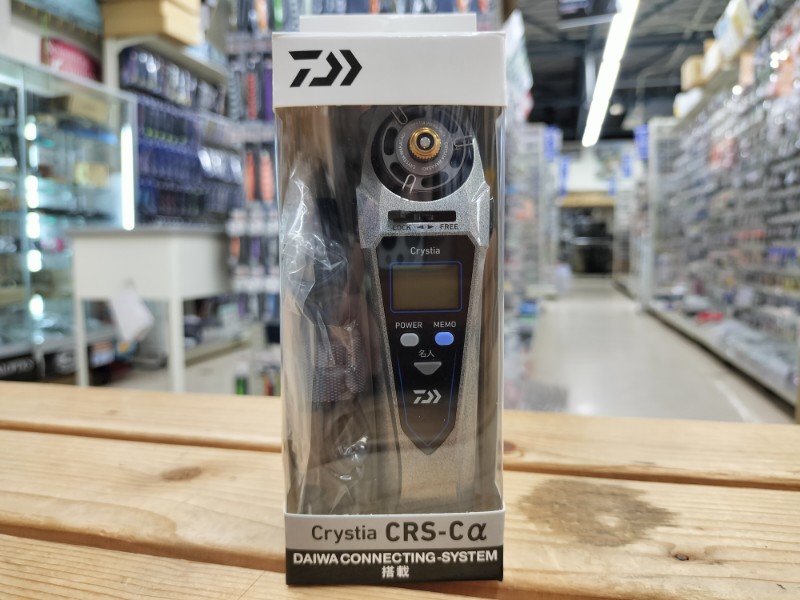 LOCK ◄ ► FREE
Crystia
POWER MEMO
名人
Crystia CRS-Cα
DAIWA CONNECTING-SYSTEM
搭載